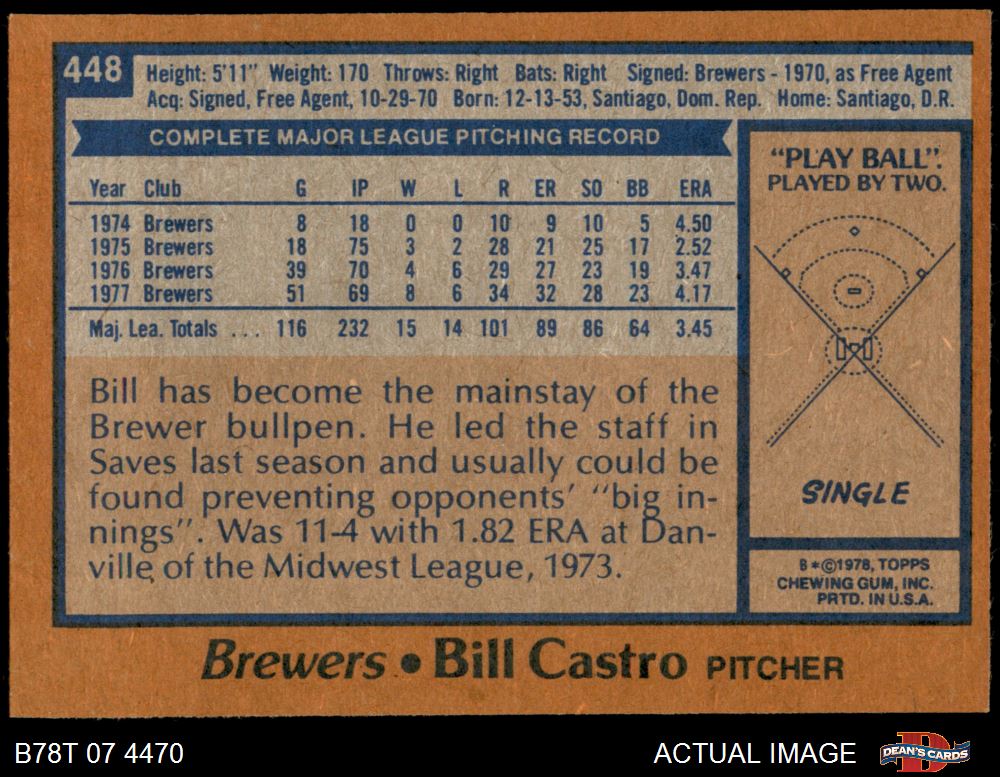 448
Height: 5'11" Weight: 170 Throws: Right Bats: Right Signed: Brewers - 1970, as Free Agent
Acq: Signed, Free Agent, 10-29-70 Born: 12-13-53, Santiago, Dom. Rep. Home: Santiago, D.R.
COMPLETE MAJOR LEAGUE PITCHING RECORD
Year Club G IP W L R ER SO BB ERA
1974 Brewers 8 18 0 0 10 9 10 5 4.50
1975 Brewers 18 75 3 2 28 21 25 17 2.52
1976 Brewers 39 70 4 6 29 27 23 19 3.47
1977 Brewers 51 69 8 6 34 32 28 23 4.17
Maj. Lea. Totals ... 116 232 15 14 101 89 86 64 3.45
Bill has become the mainstay of the
Brewer bullpen. He led the staff in
Saves last season and usually could be
found preventing opponents' "big in-
nings". Was 11-4 with 1.82 ERA at Dan-
ville of the Midwest League, 1973.
"PLAY BALL".
PLAYED BY TWO.
SINGLE
B*©1978, TOPPS
CHEWING GUM, INC.
PRTD. IN U.S.A.
Brewers • Bill Castro PITCHER
B78T 07 4470
ACTUAL IMAGE
D
DEAN'S CARDS